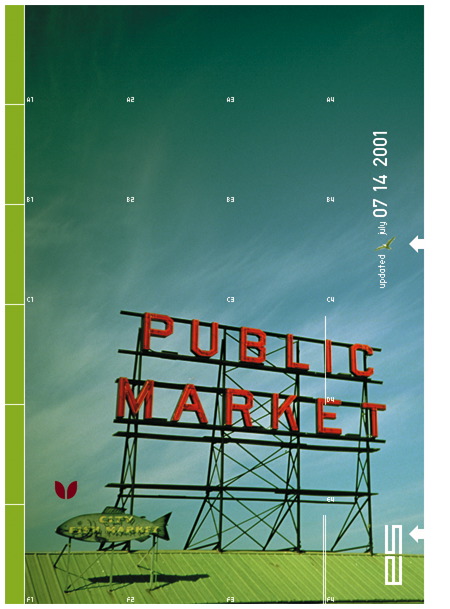 A1 A2 A3 A4
B1 B2 B3 B4
updated july 07 14 2001
C1 C3 C4
PUBLIC
MARKET
D4
E4
CITY
FISH MARKET
F1 F2 F3 F4